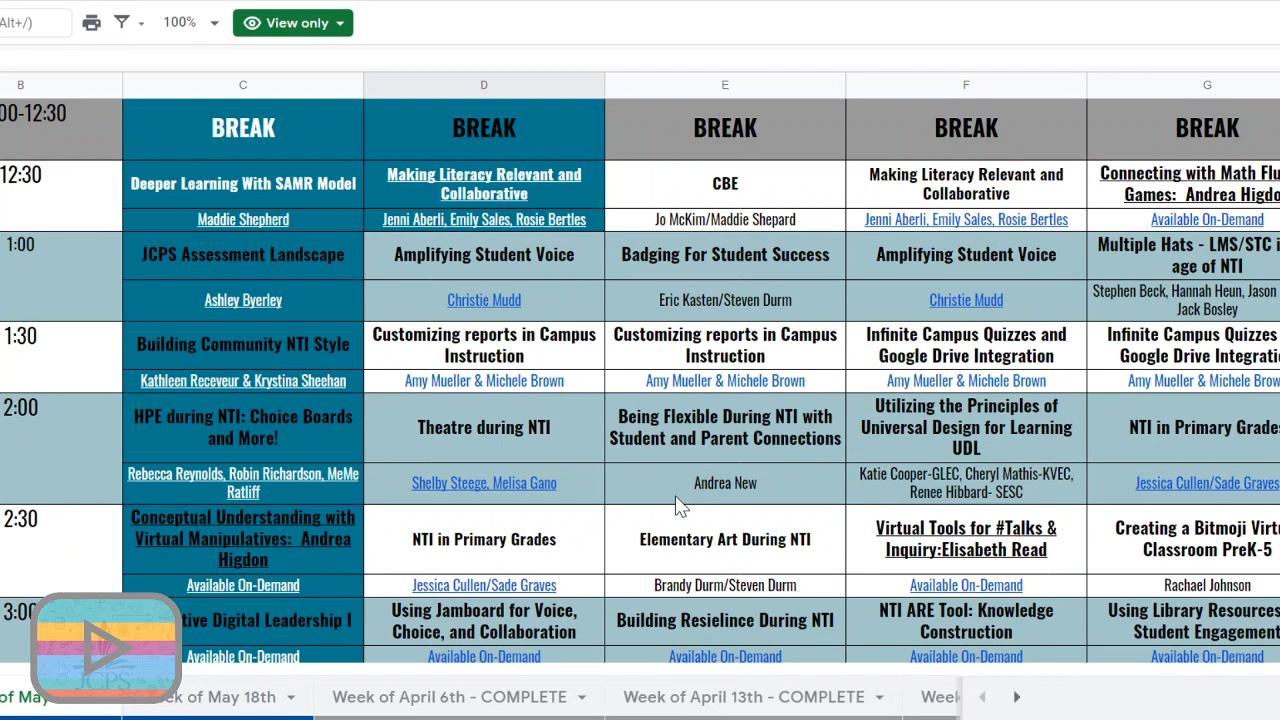 Alt+/)
100%
View only
B C D E F G
00-12:30
BREAK BREAK BREAK BREAK BREAK
12:30
Deeper Learning With SAMR Model
Making Literacy Relevant and
Collaborative
CBE
Making Literacy Relevant and
Collaborative
Connecting with Math Flu
Games: Andrea Higdo
Maddie Shepherd
Jenni Aberli, Emily Sales, Rosie Bertles
Jo McKim/Maddie Shepard
Jenni Aberli, Emily Sales, Rosie Bertles
Available On-Demand
1:00
JCPS Assessment Landscape
Amplifying Student Voice
Badging For Student Success
Amplifying Student Voice
Multiple Hats - LMS/STC i
age of NTI
Ashley Byerley
Christie Mudd
Eric Kasten/Steven Durm
Christie Mudd
Stephen Beck, Hannah Heun, Jason
Jack Bosley
1:30
Building Community NTI Style
Customizing reports in Campus
Instruction
Customizing reports in Campus
Instruction
Infinite Campus Quizzes and
Google Drive Integration
Infinite Campus Quizzes
Google Drive Integrati
Kathleen Receveur & Krystina Sheehan
Amy Mueller & Michele Brown
Amy Mueller & Michele Brown
Amy Mueller & Michele Brown
Amy Mueller & Michele Brow
2:00
HPE during NTI: Choice Boards
and More!
Theatre during NTI
Being Flexible During NTI with
Student and Parent Connections
Utilizing the Principles of
Universal Design for Learning
UDL
NTI in Primary Grades
Rebecca Reynolds, Robin Richardson, MeMe
Ratliff
Shelby Steege, Melisa Gano
Andrea New
Katie Cooper-GLEC, Cheryl Mathis-KVEC,
Renee Hibbard- SESC
Jessica Cullen/Sade Graves
2:30
Conceptual Understanding with
Virtual Manipulatives: Andrea
Higdon
NTI in Primary Grades
Elementary Art During NTI
Virtual Tools for #Talks &
Inquiry:Elisabeth Read
Creating a Bitmoji Virtu
Classroom PreK-5
Available On-Demand
Jessica Cullen/Sade Graves
Brandy Durm/Steven Durm
Available On-Demand
Rachael Johnson
3:00
tive Digital Leadership I
Using Jamboard for Voice,
Choice, and Collaboration
Building Resielince During NTI
NTI ARE Tool: Knowledge
Construction
Using Library Resources
Student Engagement
Available On-Demand
Available On-Demand
Available On-Demand
Available On-Demand
Available On-Demand
JCPS
of May
k of May 18th
Week of April 6th - COMPLETE
Week of April 13th - COMPLETE
Week